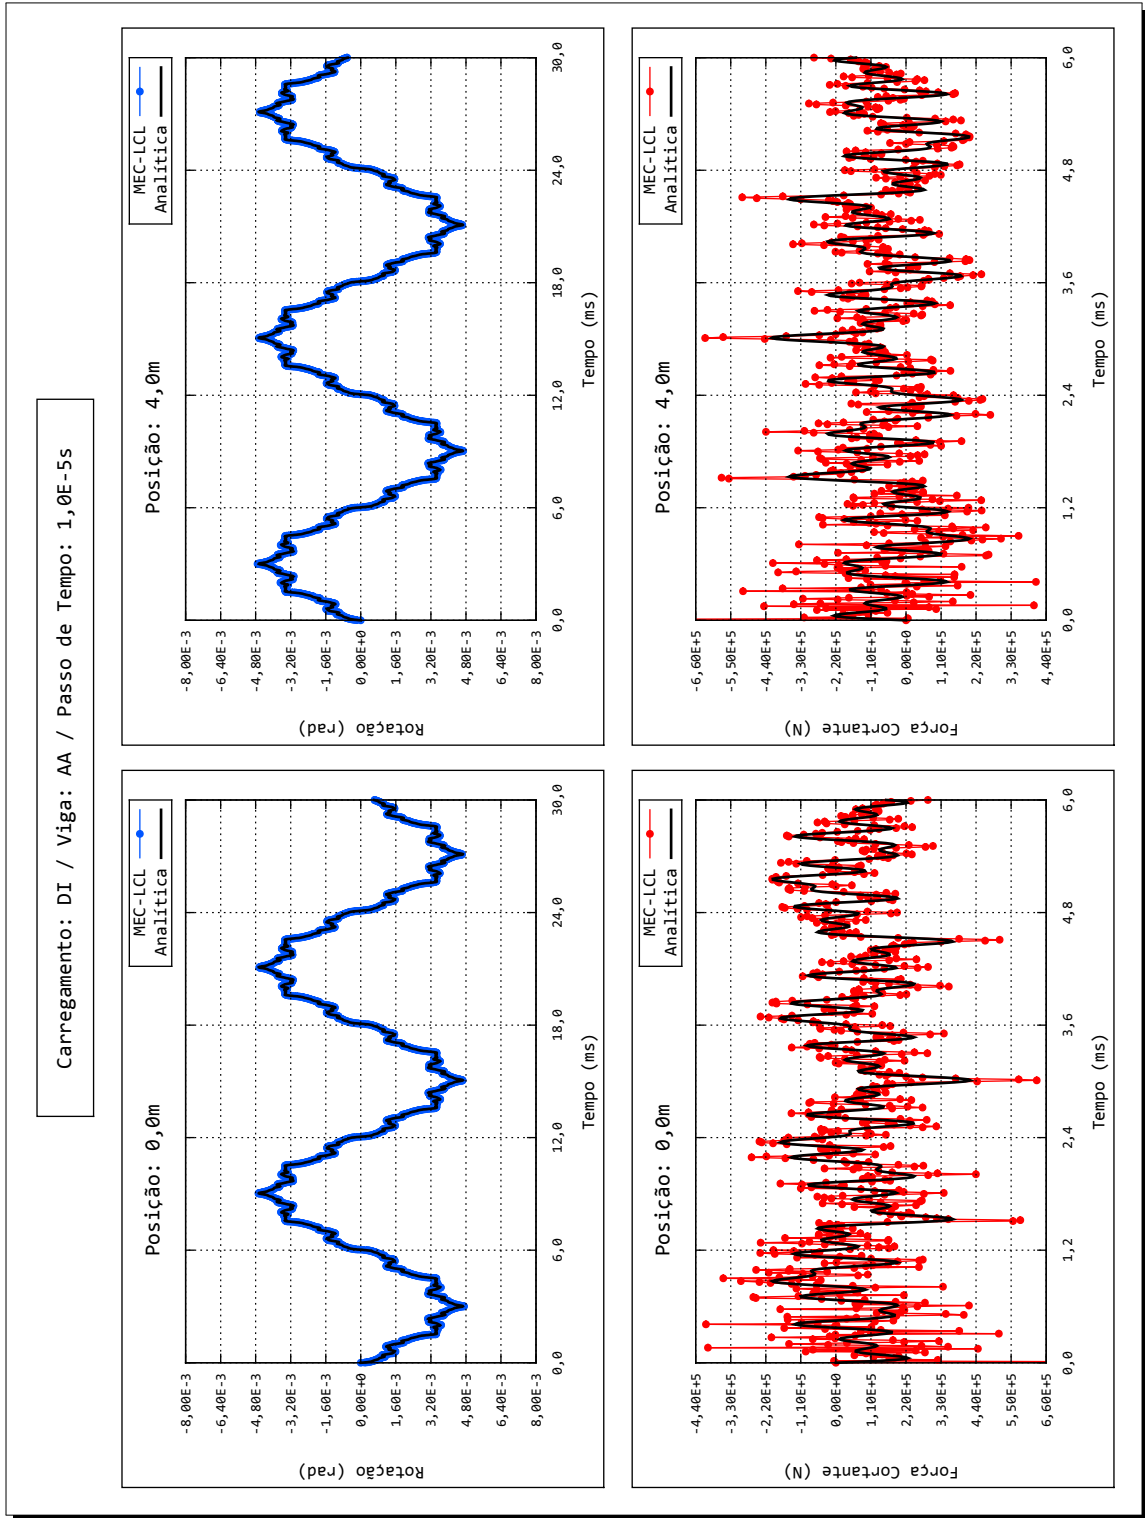 Carregamento: DI / Viga: AA / Passo de Tempo: 1,0E-5s
Posição: 0,0m
MEC-LCL
Analítica
Rotação (rad)
-8,00E-3
-6,40E-3
-4,80E-3
-3,20E-3
-1,60E-3
0,00E+0
1,60E-3
3,20E-3
4,80E-3
6,40E-3
8,00E-3
0,0
6,0
12,0
18,0
24,0
30,0
Tempo (ms)
Posição: 4,0m
MEC-LCL
Analítica
Rotação (rad)
-8,00E-3
-6,40E-3
-4,80E-3
-3,20E-3
-1,60E-3
0,00E+0
1,60E-3
3,20E-3
4,80E-3
6,40E-3
8,00E-3
0,0
6,0
12,0
18,0
24,0
30,0
Tempo (ms)
Posição: 0,0m
MEC-LCL
Analítica
Força Cortante (N)
-4,40E+5
-3,30E+5
-2,20E+5
-1,10E+5
0,00E+5
1,10E+5
2,20E+5
3,30E+5
4,40E+5
5,50E+5
6,60E+5
0,0
1,2
2,4
3,6
4,8
6,0
Tempo (ms)
Posição: 4,0m
MEC-LCL
Analítica
Força Cortante (N)
-6,60E+5
-5,50E+5
-4,40E+5
-3,30E+5
-2,20E+5
-1,10E+5
0,00E+5
1,10E+5
2,20E+5
3,30E+5
4,40E+5
0,0
1,2
2,4
3,6
4,8
6,0
Tempo (ms)